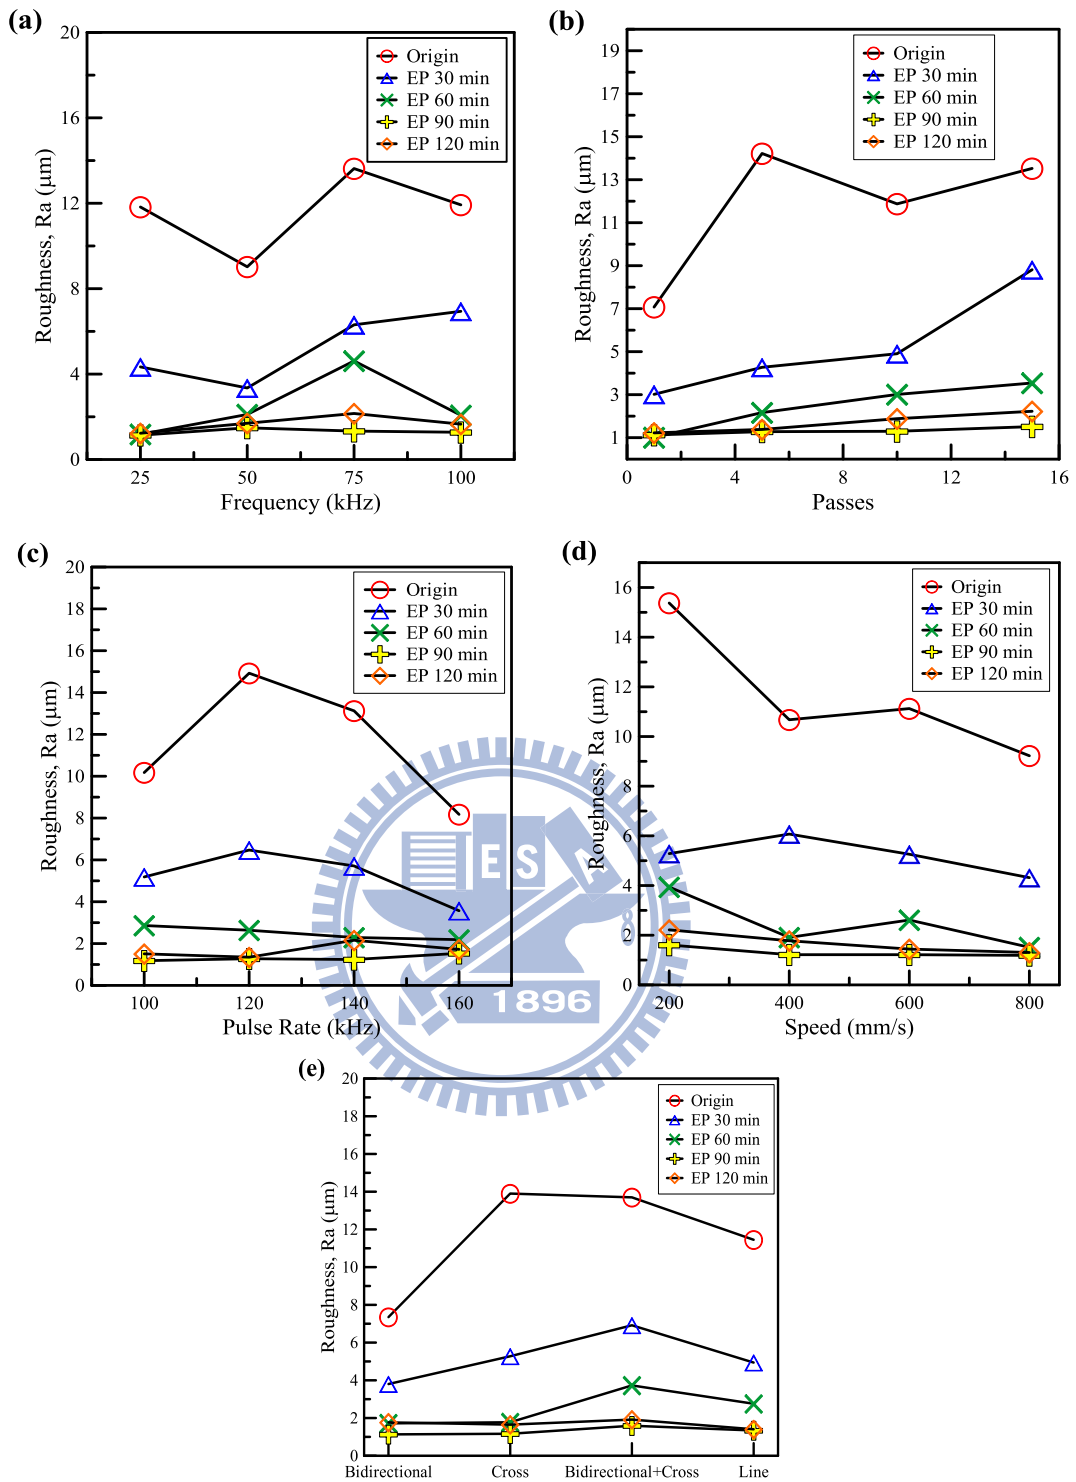 (a)
20
16
12
8
4
0
25
50
75
100
Roughness, Ra (μm)
Frequency (kHz)
Origin
EP 30 min
EP 60 min
EP 90 min
EP 120 min
(b)
19
17
15
13
11
9
7
5
3
1
0
4
8
12
16
Roughness, Ra (μm)
Passes
Origin
EP 30 min
EP 60 min
EP 90 min
EP 120 min
(c)
20
18
16
14
12
10
8
6
4
2
0
100
120
140
160
Roughness, Ra (μm)
Pulse Rate (kHz)
Origin
EP 30 min
EP 60 min
EP 90 min
EP 120 min
(d)
16
14
12
10
8
6
4
2
0
200
400
600
800
Roughness, Ra (μm)
Speed (mm/s)
Origin
EP 30 min
EP 60 min
EP 90 min
EP 120 min
ES
1896
(e)
20
18
16
14
12
10
8
6
4
2
0
Bidirectional
Cross
Bidirectional+Cross
Line
Roughness, Ra (μm)
Origin
EP 30 min
EP 60 min
EP 90 min
EP 120 min